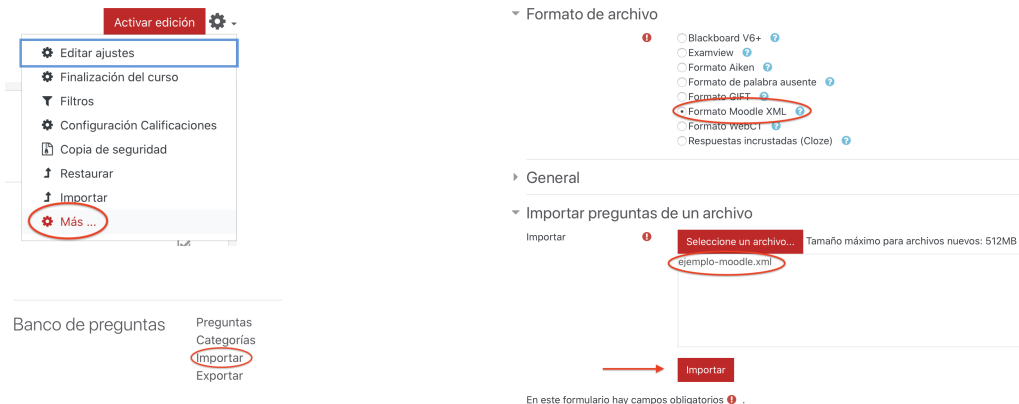 Activar edición
Editar ajustes
Finalización del curso
Filtros
Configuración Calificaciones
Copia de seguridad
Restaurar
Importar
Más ...
Banco de preguntas
Preguntas
Categorías
Importar
Exportar
Formato de archivo
Blackboard V6+
Examview
Formato Aiken
Formato de palabra ausente
Formato GIFT
Formato Moodle XML
Formato WebCT
Respuestas incrustadas (Cloze)
General
Importar preguntas de un archivo
Importar
Seleccione un archivo... Tamaño máximo para archivos nuevos: 512MB
ejemplo-moodle.xml
Importar
En este formulario hay campos obligatorios .